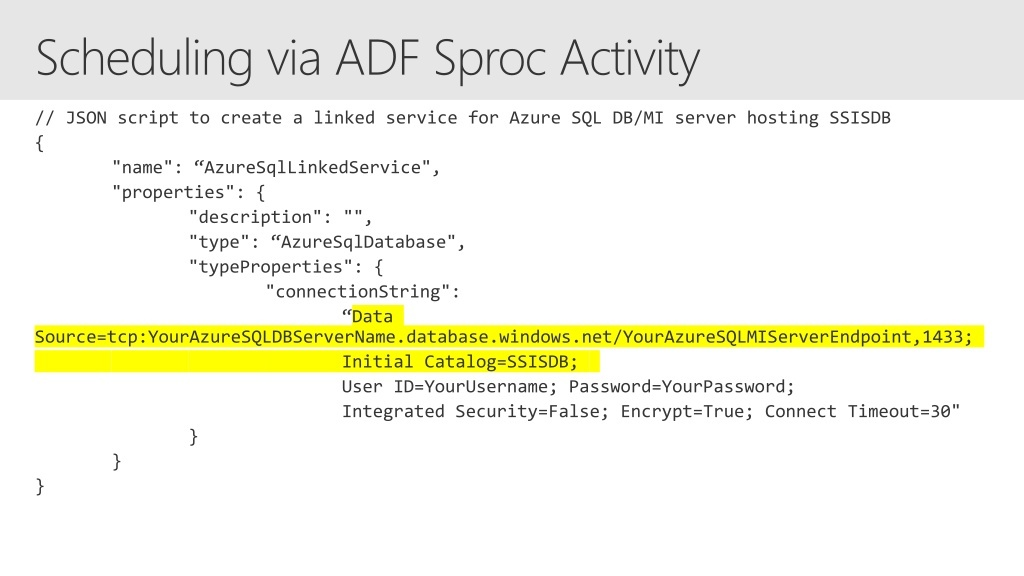 Scheduling via ADF Sproc Activity
// JSON script to create a linked service for Azure SQL DB/MI server hosting SSISDB
{
"name": “AzureSqlLinkedService",
"properties": {
"description": "",
"type": “AzureSqlDatabase",
"typeProperties": {
"connectionString":
“Data
Source=tcp:YourAzureSQLDBServerName.database.windows.net/YourAzureSQLMIServerEndpoint,1433;
Initial Catalog=SSISDB;
User ID=YourUsername; Password=YourPassword;
Integrated Security=False; Encrypt=True; Connect Timeout=30"
}
}
}